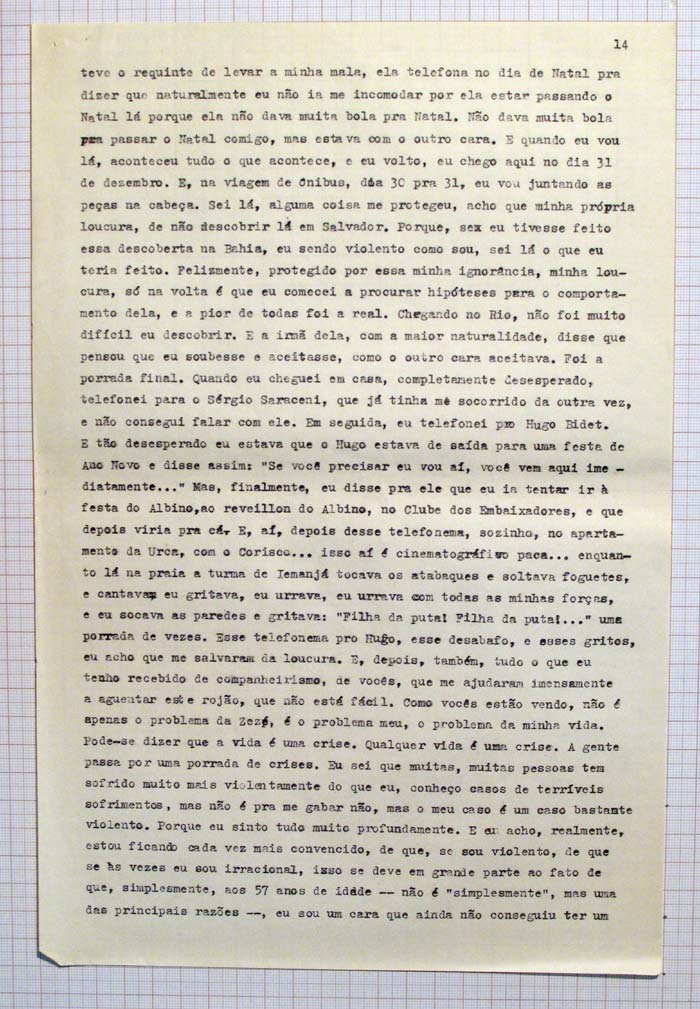 14
teve o requinte de levar a minha mala, ela telefona no dia de Natal pra
dizer que naturalmente eu não ia me incomodar por ela estar passando o
Natal lá porque ela não dava muita bola pra Natal. Não dava muita bola
pra passar o Natal comigo, mas estava com o outro cara. E quando eu vou
lá, aconteceu tudo o que acontece, e eu volto, eu chego aqui no dia 31
de dezembro. E, na viagem de ônibus, dia 30 pra 31, eu vou juntando as
peças na cabeça. Sei lá, alguma coisa me protegeu, acho que minha própria
loucura, de não descobrir lá em Salvador. Porque, sex eu tivesse feito
essa descoberta na Bahia, eu sendo violento como sou, sei lá o que eu
teria feito. Felizmente, protegido por essa minha ignorância, minha lou-
cura, só na volta é que eu comecei a procurar hipóteses para o comporta-
mento dela, e a pior de todas foi a real. Chegando no Rio, não foi muito
difícil eu descobrir. E a irmã dela, com a maior naturalidade, disse que
pensou que eu soubesse e aceitasse, como o outro cara aceitava. Foi a
porrada final. Quando eu cheguei em casa, completamente desesperado,
telefonei para o Sérgio Saraceni, que já tinha me socorrido da outra vez,
e não consegui falar com ele. Em seguida, eu telefonei pro Hugo Bidet.
E tão desesperado eu estava que o Hugo estava de saída para uma festa de
Ano Novo e disse assim: "Se você precisar eu vou aí, você vem aqui ime -
diatamente..." Mas, finalmente, eu disse pra ele que eu ia tentar ir à
festa do Albino,ao reveillon do Albino, no Clube dos Embaixadores, e que
depois viria pra cá. E, aí, depois desse telefonema, sozinho, no aparta-
mento da Urca, com o Corisco... isso aí é cinematográfico paca... enquan-
to lá na praia a turma de Iemanjá tocava os atabaques e soltava foguetes,
e cantava, eu gritava, eu urrava, eu urrava com todas as minhas forças,
e eu socava as paredes e gritava: "Filha da puta! Filha da puta!..." uma
porrada de vezes. Esse telefonema pro Hugo, esse desabafo, e esses gritos,
eu acho que me salvaram da loucura. E, depois, também, tudo o que eu
tenho recebido de companheirismo, de vocês, que me ajudaram imensamente
a aguentar este rojão, que não está fácil. Como vocês estão vendo, não é
apenas o problema da Zezé, é o problema meu, o problema da minha vida.
Pode-se dizer que a vida é uma crise. Qualquer vida é uma crise. A gente
passa por uma porrada de crises. Eu sei que muitas, muitas pessoas tem
sofrido muito mais violentamente do que eu, conheço casos de terríveis
sofrimentos, mas não é pra me gabar não, mas o meu caso é um caso bastante
violento. Porque eu sinto tudo muito profundamente. E eu acho, realmente,
estou ficando cada vez mais convencido, de que, se sou violento, de que
se às vezes eu sou irracional, isso se deve em grande parte ao fato de
que, simplesmente, aos 57 anos de idade -- não é "simplesmente", mas uma
das principais razões --, eu sou um cara que ainda não conseguiu ter um